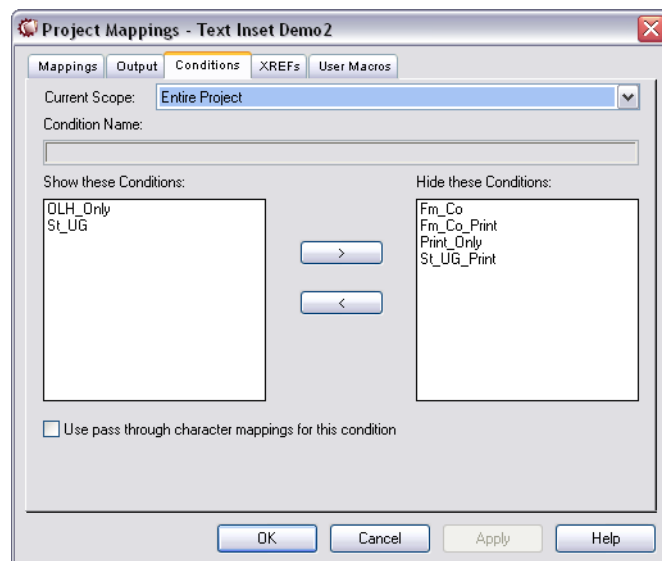 Project Mappings - Text Inset Demo2
Mappings Output Conditions XREFs User Macros
Current Scope: Entire Project
Condition Name:
Show these Conditions:
OLH_Only
St_UG
>
<
Hide these Conditions:
Fm_Co
Fm_Co_Print
Print_Only
St_UG_Print
Use pass through character mappings for this condition
OK Cancel Apply Help